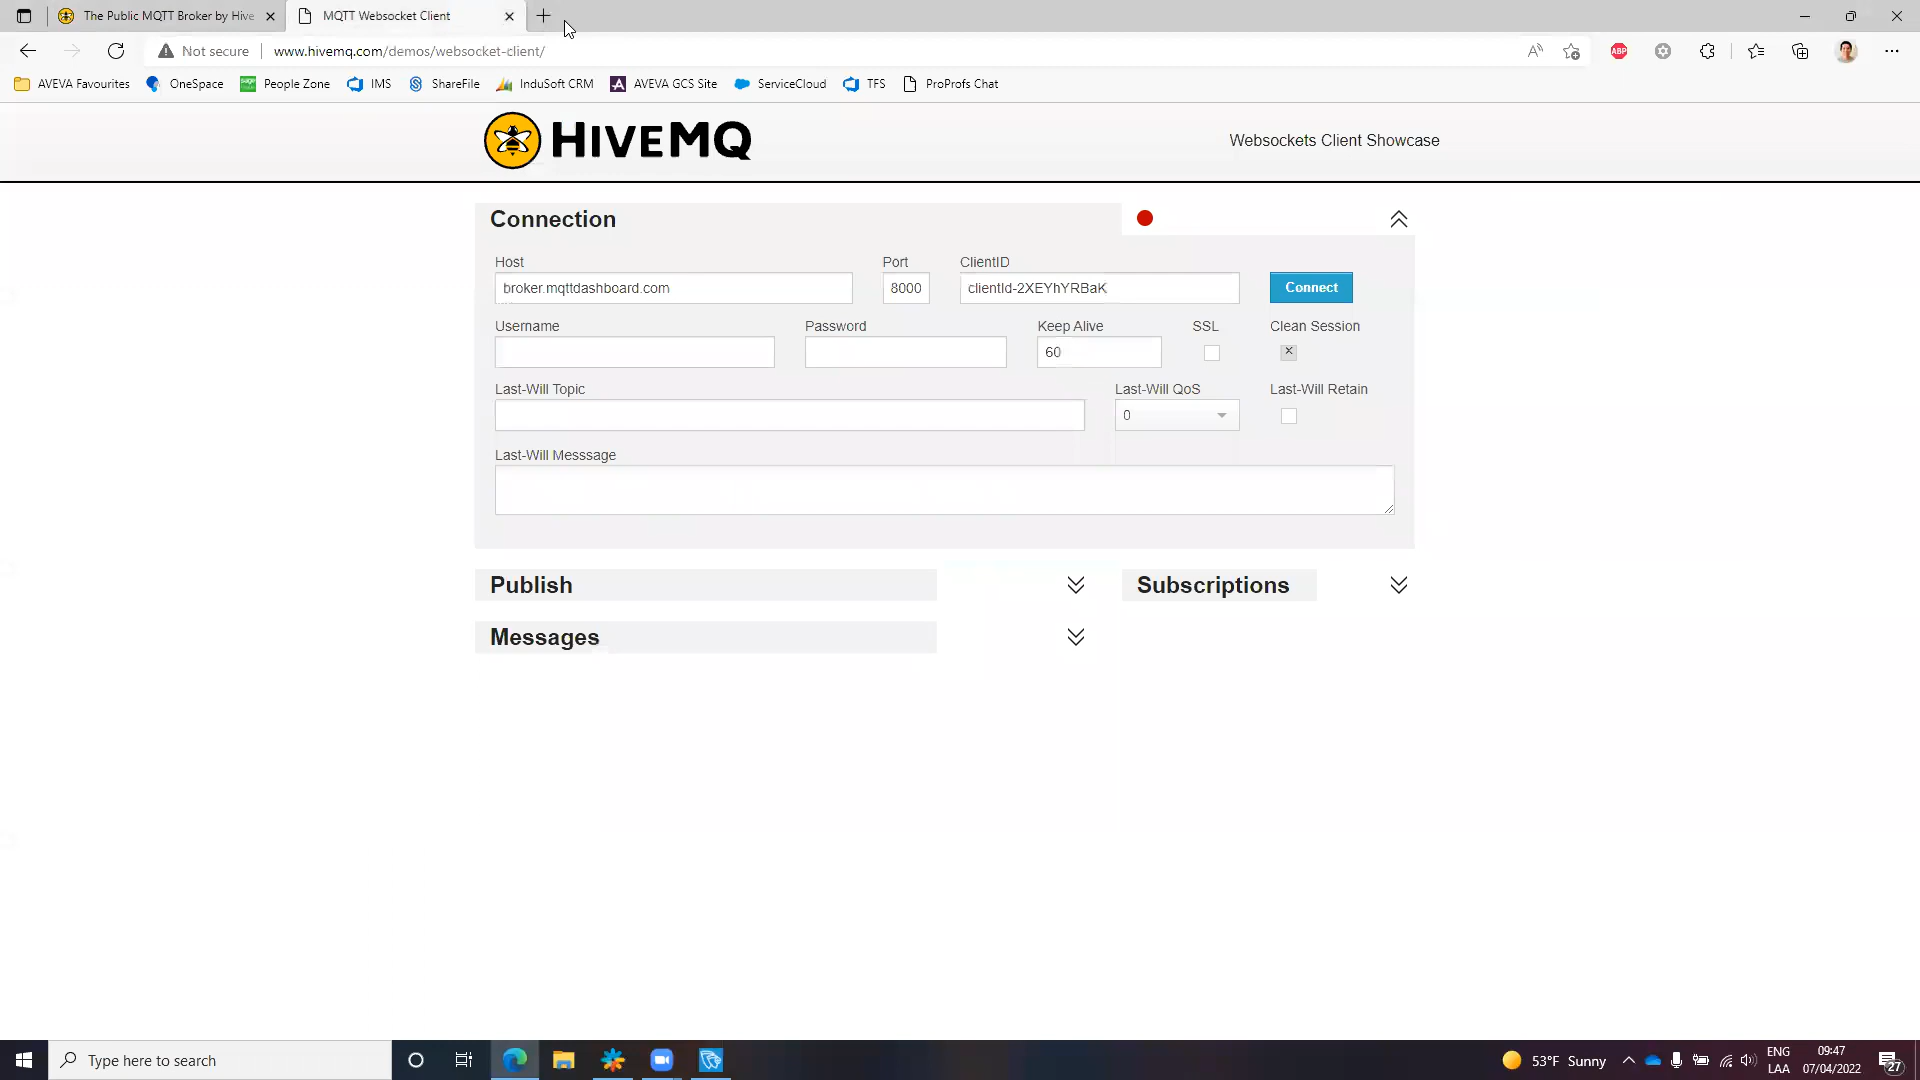 The Public MQTT Broker by Hive
MQTT Websocket Client
Not secure
www.hivemq.com/demos/websocket-client/
ABP
AVEVA Favourites
OneSpace
People Zone
IMS
ShareFile
InduSoft CRM
AVEVA GCS Site
ServiceCloud
TFS
ProProfs Chat
HIVEMQ
Websockets Client Showcase
Connection
Host
Port
ClientID
broker.mqttdashboard.com
8000
clientId-2XEYhYRBaK
Connect
Username
Password
Keep Alive
SSL
Clean Session
60
Last-Will Topic
Last-Will QoS
Last-Will Retain
0
Last-Will Messsage
Publish
Subscriptions
Messages
Type here to search
53°F Sunny
ENG
LAA
09:47
07/04/2022
27